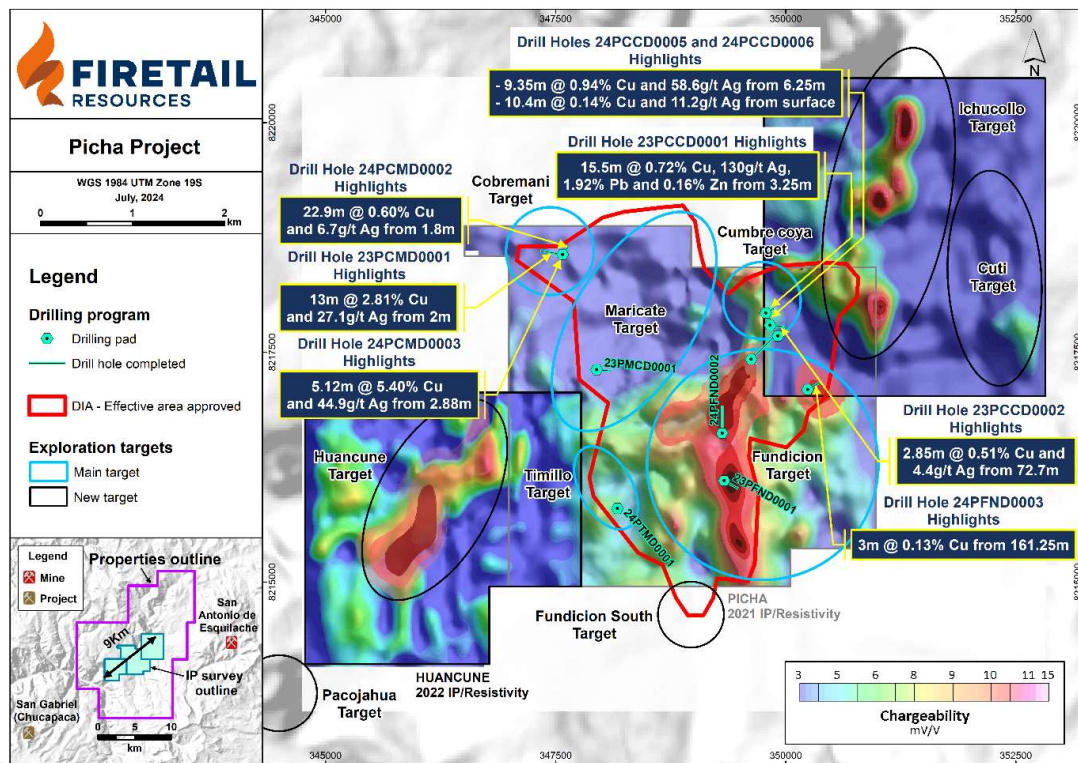 FIRETAIL
RESOURCES
Picha Project
WGS 1984 UTM Zone 19S
July, 2024
0 1 2
km
Legend
Drilling program
Drilling pad
Drill hole completed
DIA - Effective area approved
Exploration targets
Main target
New target
Legend
Mine
Project
Properties outline
San
Antonio de
Esquilache
9Km
IP survey
outline
San Gabriel
(Chucapaca)
0 5 10
km
345000 347500 350000 352500
8220000
8217500
8215000
8220000
8217500
8215000
345000 347500 350000 352500
N
Drill Holes 24PCCD0005 and 24PCCD0006
Highlights
- 9.35m @ 0.94% Cu and 58.6g/t Ag from 6.25m
- 10.4m @ 0.14% Cu and 11.2g/t Ag from surface
Drill Hole 23PCCD0001 Highlights
15.5m @ 0.72% Cu, 130g/t Ag,
1.92% Pb and 0.16% Zn from 3.25m
Drill Hole 24PCMD0002
Highlights
22.9m @ 0.60% Cu
and 6.7g/t Ag from 1.8m
Drill Hole 23PCMD0001
Highlights
13m @ 2.81% Cu
and 27.1g/t Ag from 2m
Drill Hole 24PCMD0003
Highlights
5.12m @ 5.40% Cu
and 44.9g/t Ag from 2.88m
Cobremani
Target
Ichucollo
Target
Cumbre coya
Target
Cuti
Target
Maricate
Target
23PMCD0001
24PFND0002
Drill Hole 23PCCD0002
Highlights
2.85m @ 0.51% Cu and
4.4g/t Ag from 72.7m
Drill Hole 24PFND0003
Highlights
3m @ 0.13% Cu from 161.25m
Huancune
Target
Timillo
Target
Fundicion
Target
23PFND0001
24PTMD0001
Fundicion South
Target
PICHA
2021 IP/Resistivity
HUANCUNE
2022 IP/Resistivity
Pacojahua
Target
3 5 6 8 10 11 15
Chargeability
mV/V